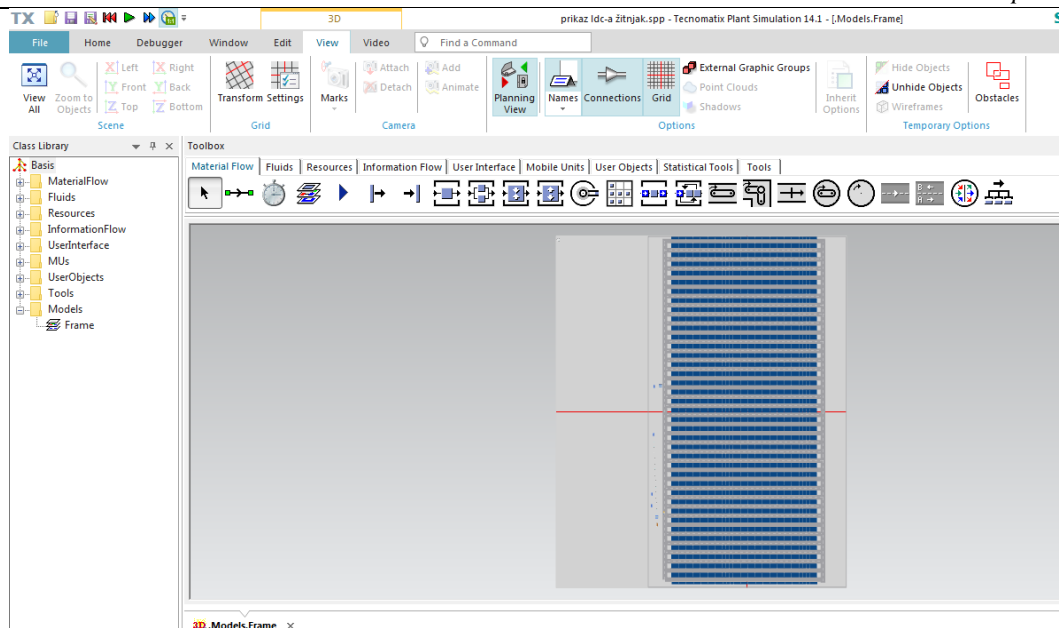 TX 3D prikaz ldc-a žitnjak.spp - Tecnomatix Plant Simulation 14.1 - [.Models.Frame]
File Home Debugger Window Edit View Video Find a Command
View All
Zoom to Objects
Left Right
Front Back
Top Bottom
Scene
Transform Settings
Grid
Marks
Attach Add
Detach Animate
Camera
Planning View
Names Connections Grid
External Graphic Groups
Point Clouds
Shadows
Inherit Options
Options
Hide Objects
Unhide Objects
Wireframes
Obstacles
Temporary Options
Class Library
Toolbox
Basis
MaterialFlow
Fluids
Resources
InformationFlow
UserInterface
MUs
UserObjects
Tools
Models
Frame
Material Flow Fluids Resources Information Flow User Interface Mobile Units User Objects Statistical Tools Tools
3D .Models.Frame